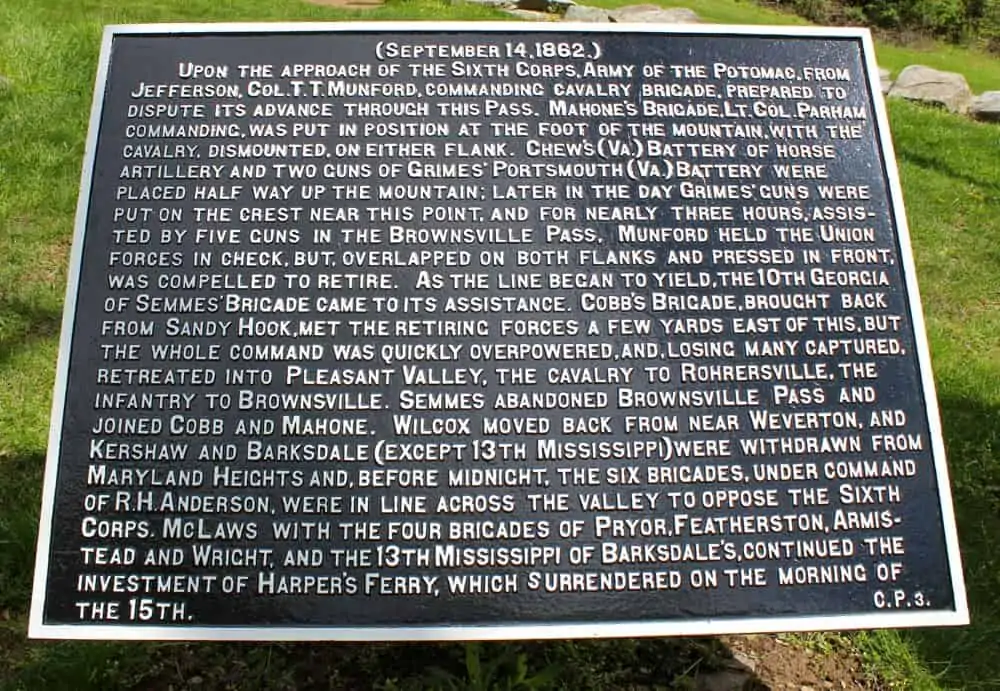 (September 14, 1862.)
Upon the approach of the Sixth Corps, Army of the Potomac, from
Jefferson, Col. T. T. Munford, commanding cavalry brigade, prepared to
dispute its advance through this Pass. Mahone's Brigade, Lt. Col. Parham
commanding, was put in position at the foot of the mountain, with the
cavalry, dismounted, on either flank. Chew's (Va.) Battery of horse
artillery and two guns of Grimes' Portsmouth (Va.) Battery were
placed half way up the mountain; later in the day Grimes' guns were
put on the crest near this point, and for nearly three hours, assis-
ted by five guns in the Brownsville Pass, Munford held the Union
forces in check, but, overlapped on both flanks and pressed in front,
was compelled to retire. As the line began to yield, the 10th Georgia
of Semmes' Brigade came to its assistance. Cobb's Brigade, brought back
from Sandy Hook, met the retiring forces a few yards east of this, but
the whole command was quickly overpowered, and, losing many captured,
retreated into Pleasant Valley, the cavalry to Rohrersville, the
infantry to Brownsville. Semmes abandoned Brownsville Pass and
joined Cobb and Mahone. Wilcox moved back from near Weverton, and
Kershaw and Barksdale (except 13th Mississippi) were withdrawn from
Maryland Heights and, before midnight, the six brigades, under command
of R. H. Anderson, were in line across the valley to oppose the Sixth
Corps. McLaws with the four brigades of Pryor, Featherston, Armis-
tead and Wright, and the 13th Mississippi of Barksdale's, continued the
investment of Harper's Ferry, which surrendered on the morning of
the 15th.
C. P. 3.